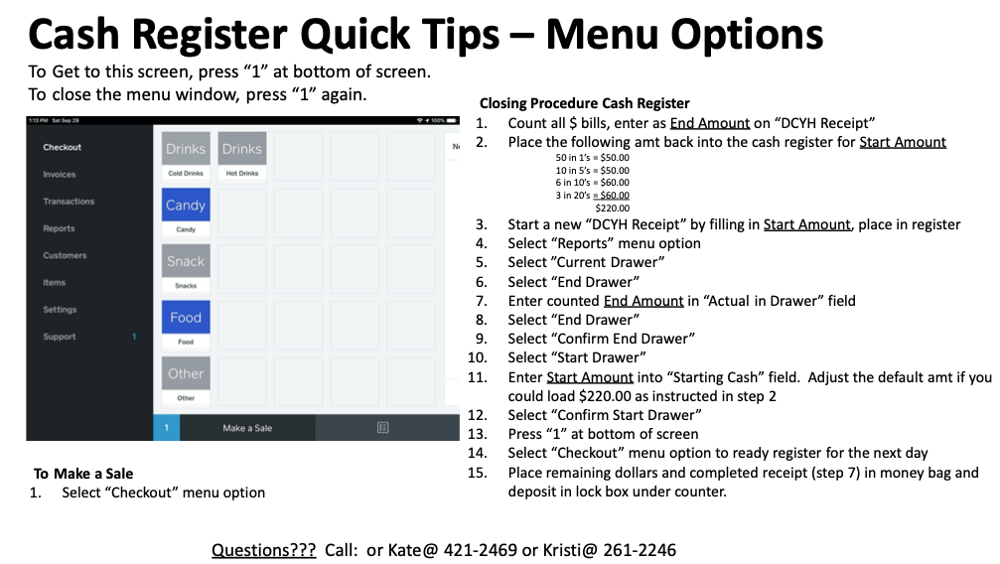 Cash Register Quick Tips – Menu Options
To Get to this screen, press “1” at bottom of screen.
To close the menu window, press “1” again.
1:13 PM Sat Sep 29
100%
Checkout
Invoices
Transactions
Reports
Customers
Items
Settings
Support 1
Drinks Drinks
Cold Drinks Hot Drinks
Candy
Candy
Snack
Snacks
Food
Food
Other
Other
1 Make a Sale
To Make a Sale
1. Select “Checkout” menu option
Closing Procedure Cash Register
1. Count all $ bills, enter as End Amount on “DCYH Receipt”
2. Place the following amt back into the cash register for Start Amount
50 in 1’s = $50.00
10 in 5’s = $50.00
6 in 10’s = $60.00
3 in 20’s = $60.00
$220.00
3. Start a new “DCYH Receipt” by filling in Start Amount, place in register
4. Select “Reports” menu option
5. Select ”Current Drawer”
6. Select “End Drawer”
7. Enter counted End Amount in “Actual in Drawer” field
8. Select “End Drawer”
9. Select “Confirm End Drawer”
10. Select “Start Drawer”
11. Enter Start Amount into “Starting Cash” field. Adjust the default amt if you
could load $220.00 as instructed in step 2
12. Select “Confirm Start Drawer”
13. Press “1” at bottom of screen
14. Select “Checkout” menu option to ready register for the next day
15. Place remaining dollars and completed receipt (step 7) in money bag and
deposit in lock box under counter.
Questions??? Call: or Kate@ 421-2469 or Kristi@ 261-2246